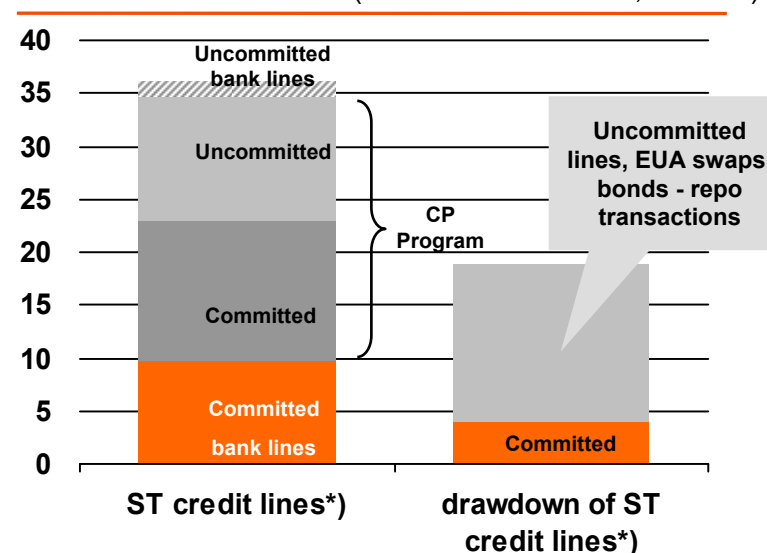 40
35
30
25
20
15
10
5
0
Uncommitted
bank lines
Uncommitted
Committed
Committed
bank lines
CP
Program
Uncommitted
lines, EUA swaps
bonds - repo
transactions
Committed
ST credit lines*)
drawdown of ST
credit lines*)